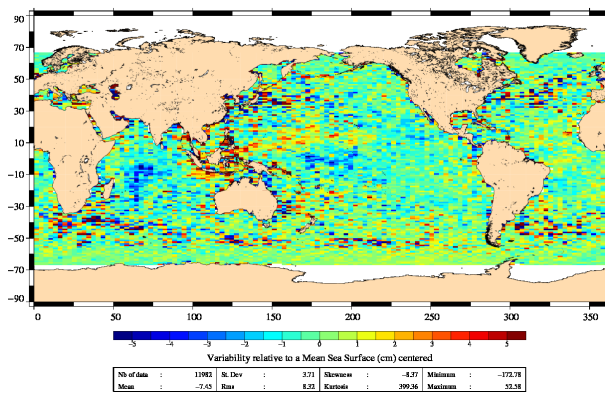 90
70
50
30
10
−10
−30
−50
−70
−90
0 50 100 150 200 250 300 350
−5 −4 −3 −2 −1 0 1 2 3 4 5
Variability relative to a Mean Sea Surface (cm) centered
Nb of data : 11982 St. Dev : 3.71 Skewness : −8.37 Minimum : −172.78
Mean : −7.45 Rms : 8.32 Kurtosis : 399.36 Maximum : 52.58